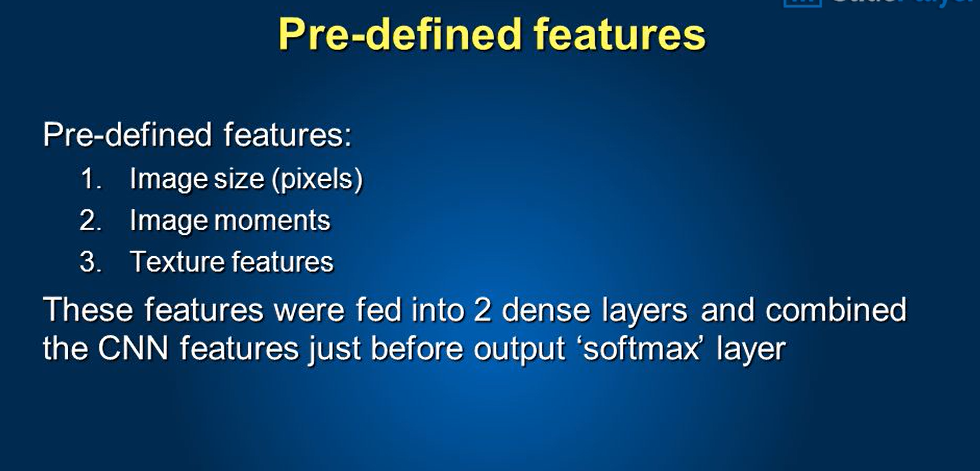 Pre-defined features
Pre-defined features:
1. Image size (pixels)
2. Image moments
3. Texture features
These features were fed into 2 dense layers and combined
the CNN features just before output ‘softmax’ layer